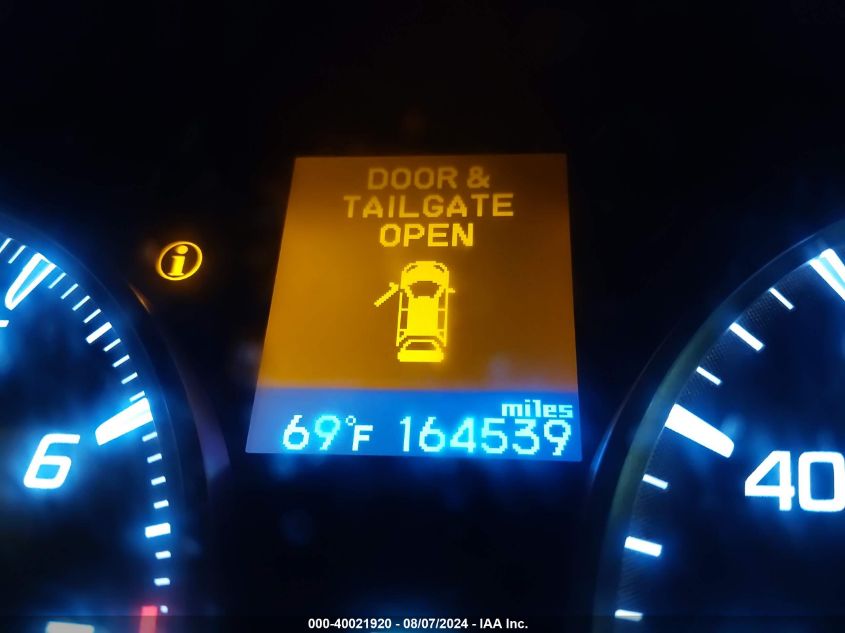 DOOR &
TAILGATE
OPEN
i
miles
69°F 164539
6
40
000-40021920 - 08/07/2024 - IAA Inc.